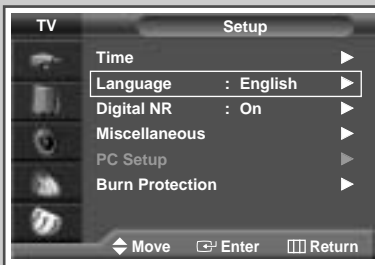 TV Setup
Time
Language : English
Digital NR : On
Miscellaneous
PC Setup
Burn Protection
Move Enter Return